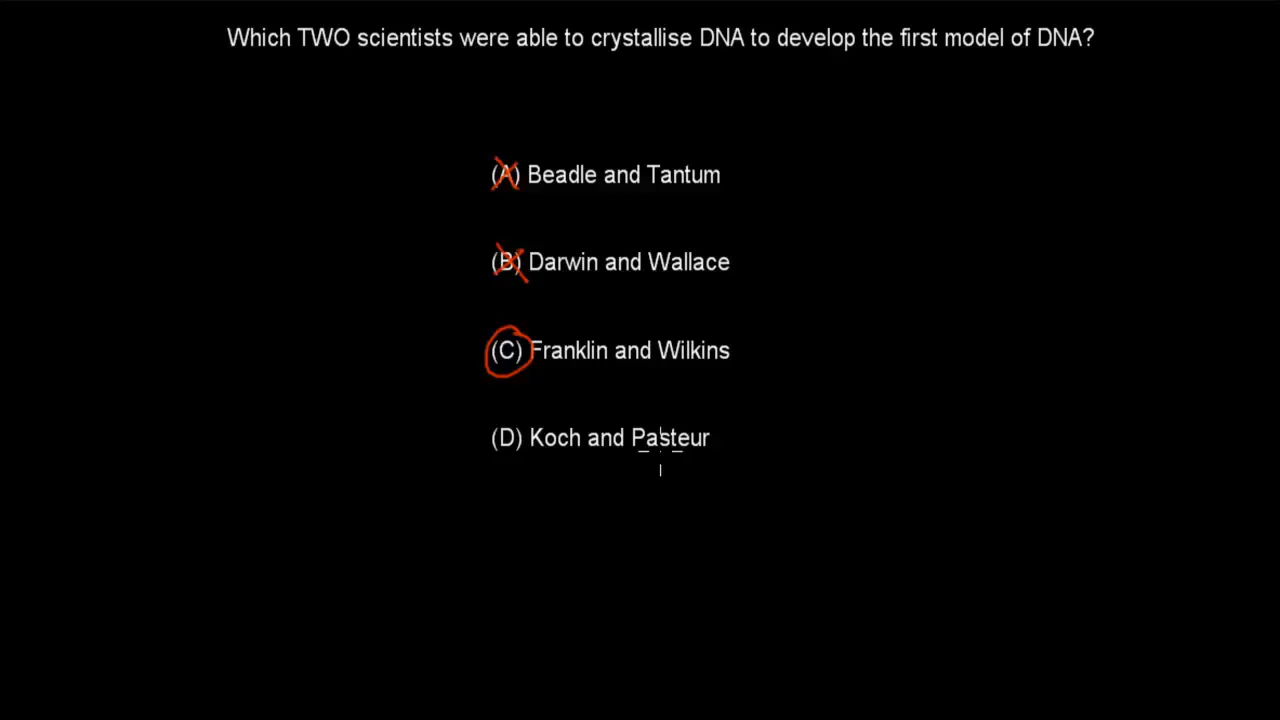 Which TWO scientists were able to crystallise DNA to develop the first model of DNA?
(A) Beadle and Tantum
(B) Darwin and Wallace
(C) Franklin and Wilkins
(D) Koch and Pasteur